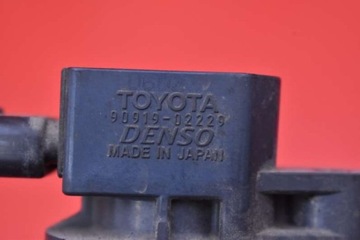 TOYOTA
90919-02229
DENSO
MADE IN JAPAN